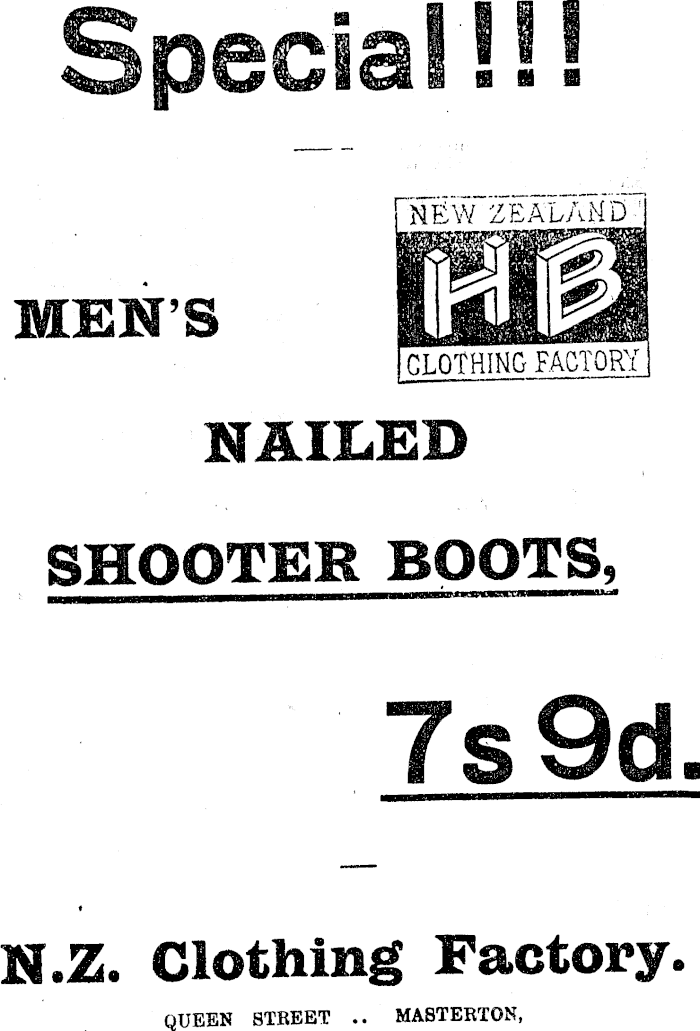 Special!!!
NEW ZEALAND
HB
CLOTHING FACTORY
MEN'S
NAILED
SHOOTER BOOTS,
7s 9d.
N.Z. Clothing Factory.
QUEEN STREET .. MASTERTON,